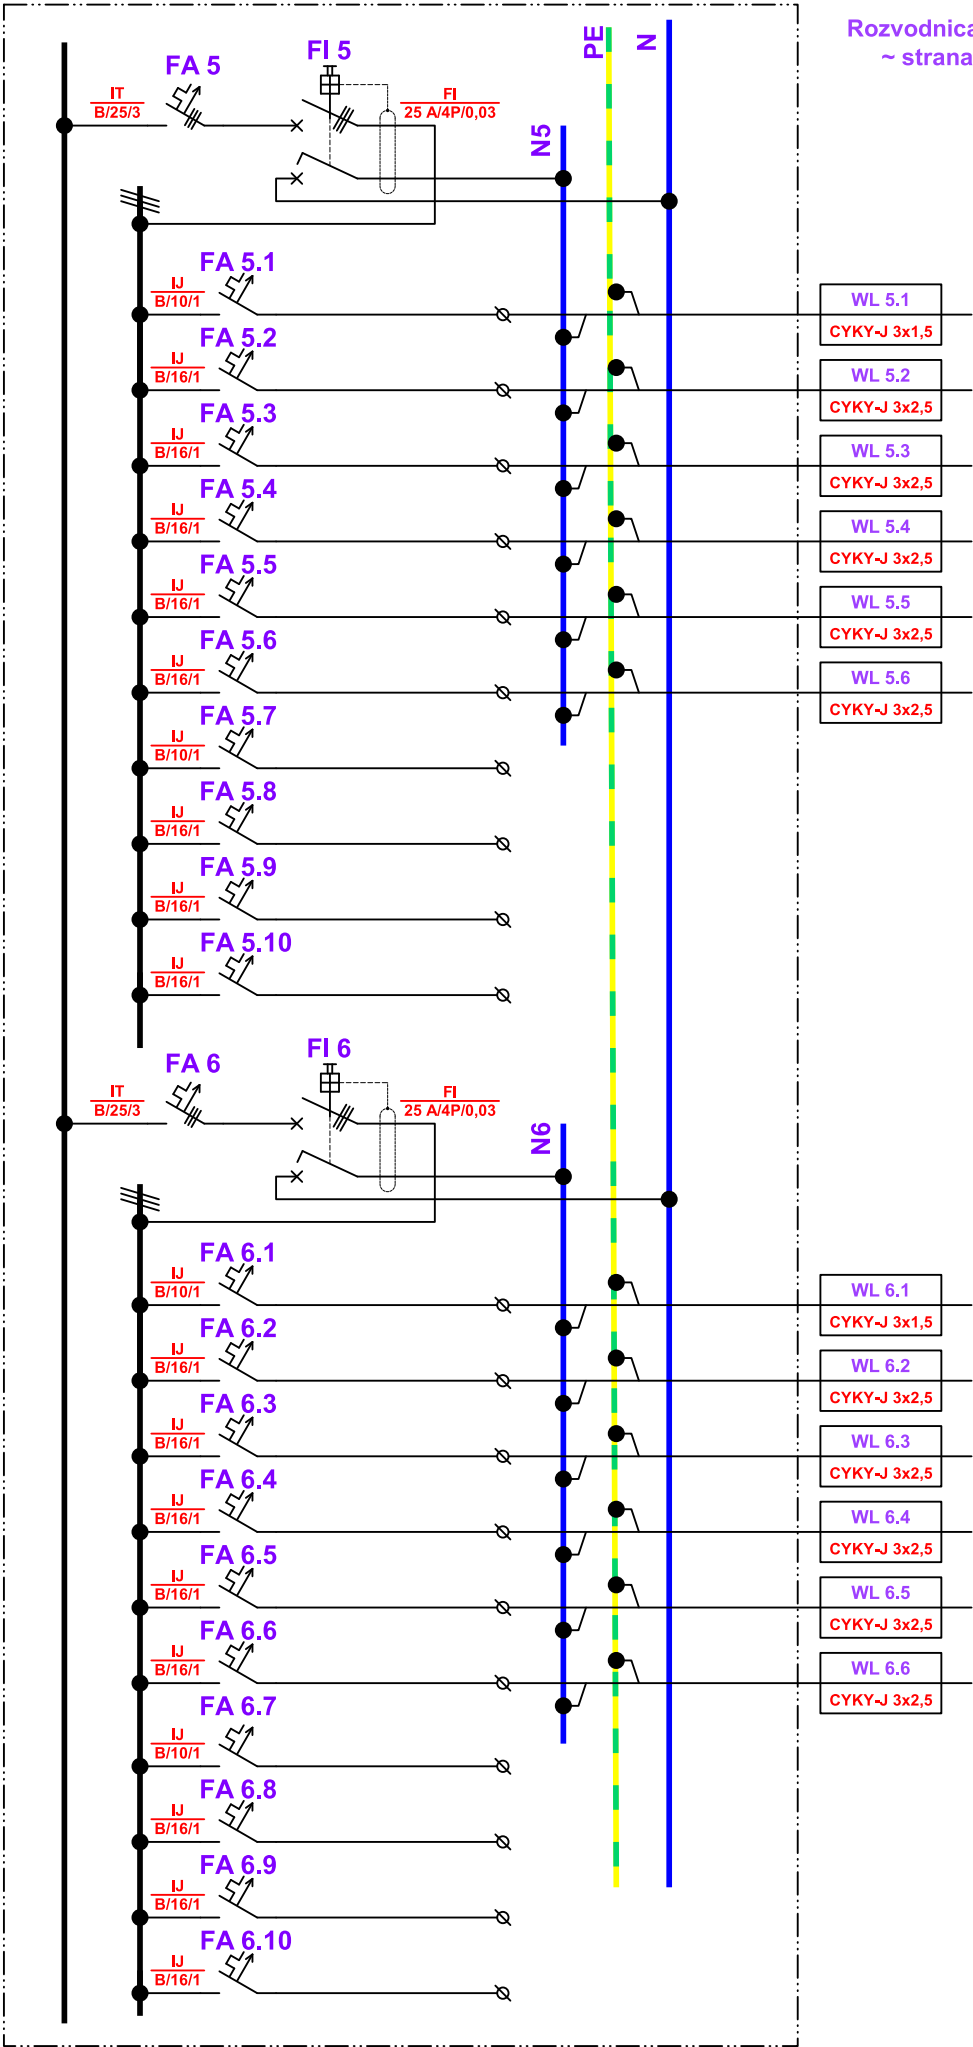 Rozvodnica
~ strana
PE
N
FA 5
FI 5
IT
B/25/3
FI
25 A/4P/0,03
N5
FA 5.1
IJ
B/10/1
WL 5.1
CYKY-J 3x1,5
FA 5.2
IJ
B/16/1
WL 5.2
CYKY-J 3x2,5
FA 5.3
IJ
B/16/1
WL 5.3
CYKY-J 3x2,5
FA 5.4
IJ
B/16/1
WL 5.4
CYKY-J 3x2,5
FA 5.5
IJ
B/16/1
WL 5.5
CYKY-J 3x2,5
FA 5.6
IJ
B/16/1
WL 5.6
CYKY-J 3x2,5
FA 5.7
IJ
B/10/1
FA 5.8
IJ
B/16/1
FA 5.9
IJ
B/16/1
FA 5.10
IJ
B/16/1
FA 6
FI 6
IT
B/25/3
FI
25 A/4P/0,03
N6
FA 6.1
IJ
B/10/1
WL 6.1
CYKY-J 3x1,5
FA 6.2
IJ
B/16/1
WL 6.2
CYKY-J 3x2,5
FA 6.3
IJ
B/16/1
WL 6.3
CYKY-J 3x2,5
FA 6.4
IJ
B/16/1
WL 6.4
CYKY-J 3x2,5
FA 6.5
IJ
B/16/1
WL 6.5
CYKY-J 3x2,5
FA 6.6
IJ
B/16/1
WL 6.6
CYKY-J 3x2,5
FA 6.7
IJ
B/10/1
FA 6.8
IJ
B/16/1
FA 6.9
IJ
B/16/1
FA 6.10
IJ
B/16/1